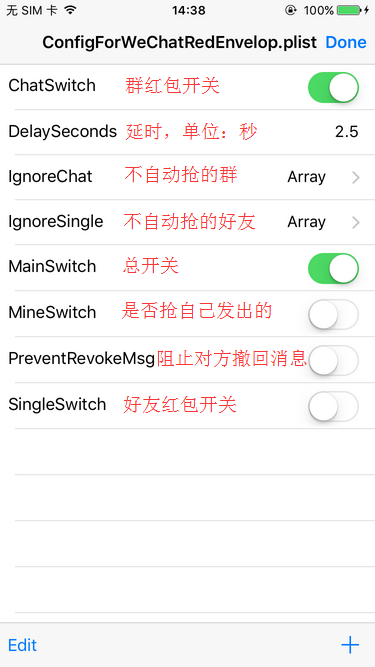 无 SIM 卡 14:38 100%
ConfigForWeChatRedEnvelop.plist Done
ChatSwitch 群红包开关
DelaySeconds 延时，单位：秒 2.5
IgnoreChat 不自动抢的群 Array
IgnoreSingle 不自动抢的好友 Array
MainSwitch 总开关
MineSwitch 是否抢自己发出的
PreventRevokeMsg 阻止对方撤回消息
SingleSwitch 好友红包开关
Edit